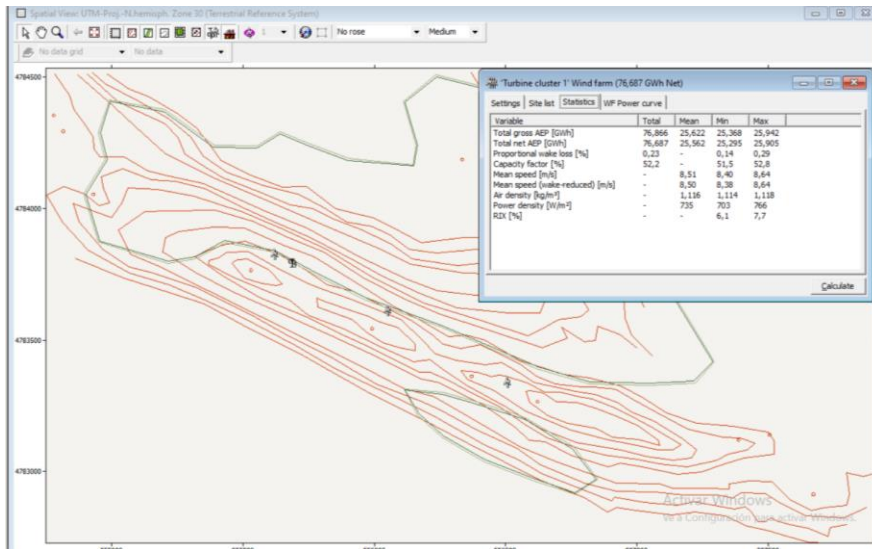 Spatial View: UTM-Proj.-N.hemisph. Zone 30 (Terrestrial Reference System)
1 No rose Medium
No data grid No data
4784500
'Turbine cluster 1' Wind farm (76,687 GWh Net)
Settings Site list Statistics WF Power curve
Variable Total Mean Min Max
Total gross AEP [GWh] 76,866 25,622 25,368 25,942
Total net AEP [GWh] 76,687 25,562 25,295 25,905
Proportional wake loss [%] 0,23 - 0,14 0,29
Capacity factor [%] 52,2 - 51,5 52,8
Mean speed [m/s] - 8,51 8,40 8,64
Mean speed (wake-reduced) [m/s] - 8,50 8,38 8,64
Air density [kg/m³] - 1,116 1,114 1,118
Power density [W/m²] - 735 703 766
RIX [%] - - 6,1 7,7
Calculate
4784000
4783500
4783000
Activar Windows
Ve a Configuración para activar Windows.